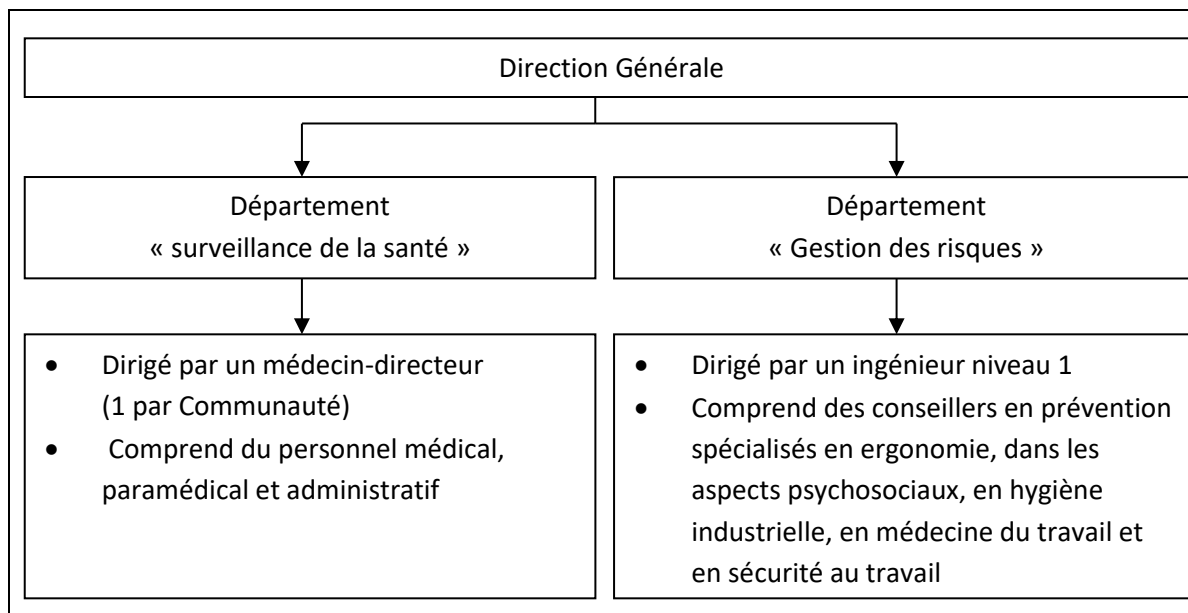 Direction Générale
Département
« surveillance de la santé »
Département
« Gestion des risques »
• Dirigé par un médecin-directeur
(1 par Communauté)
• Comprend du personnel médical,
paramédical et administratif
• Dirigé par un ingénieur niveau 1
• Comprend des conseillers en prévention
spécialisés en ergonomie, dans les
aspects psychosociaux, en hygiène
industrielle, en médecine du travail et
en sécurité au travail